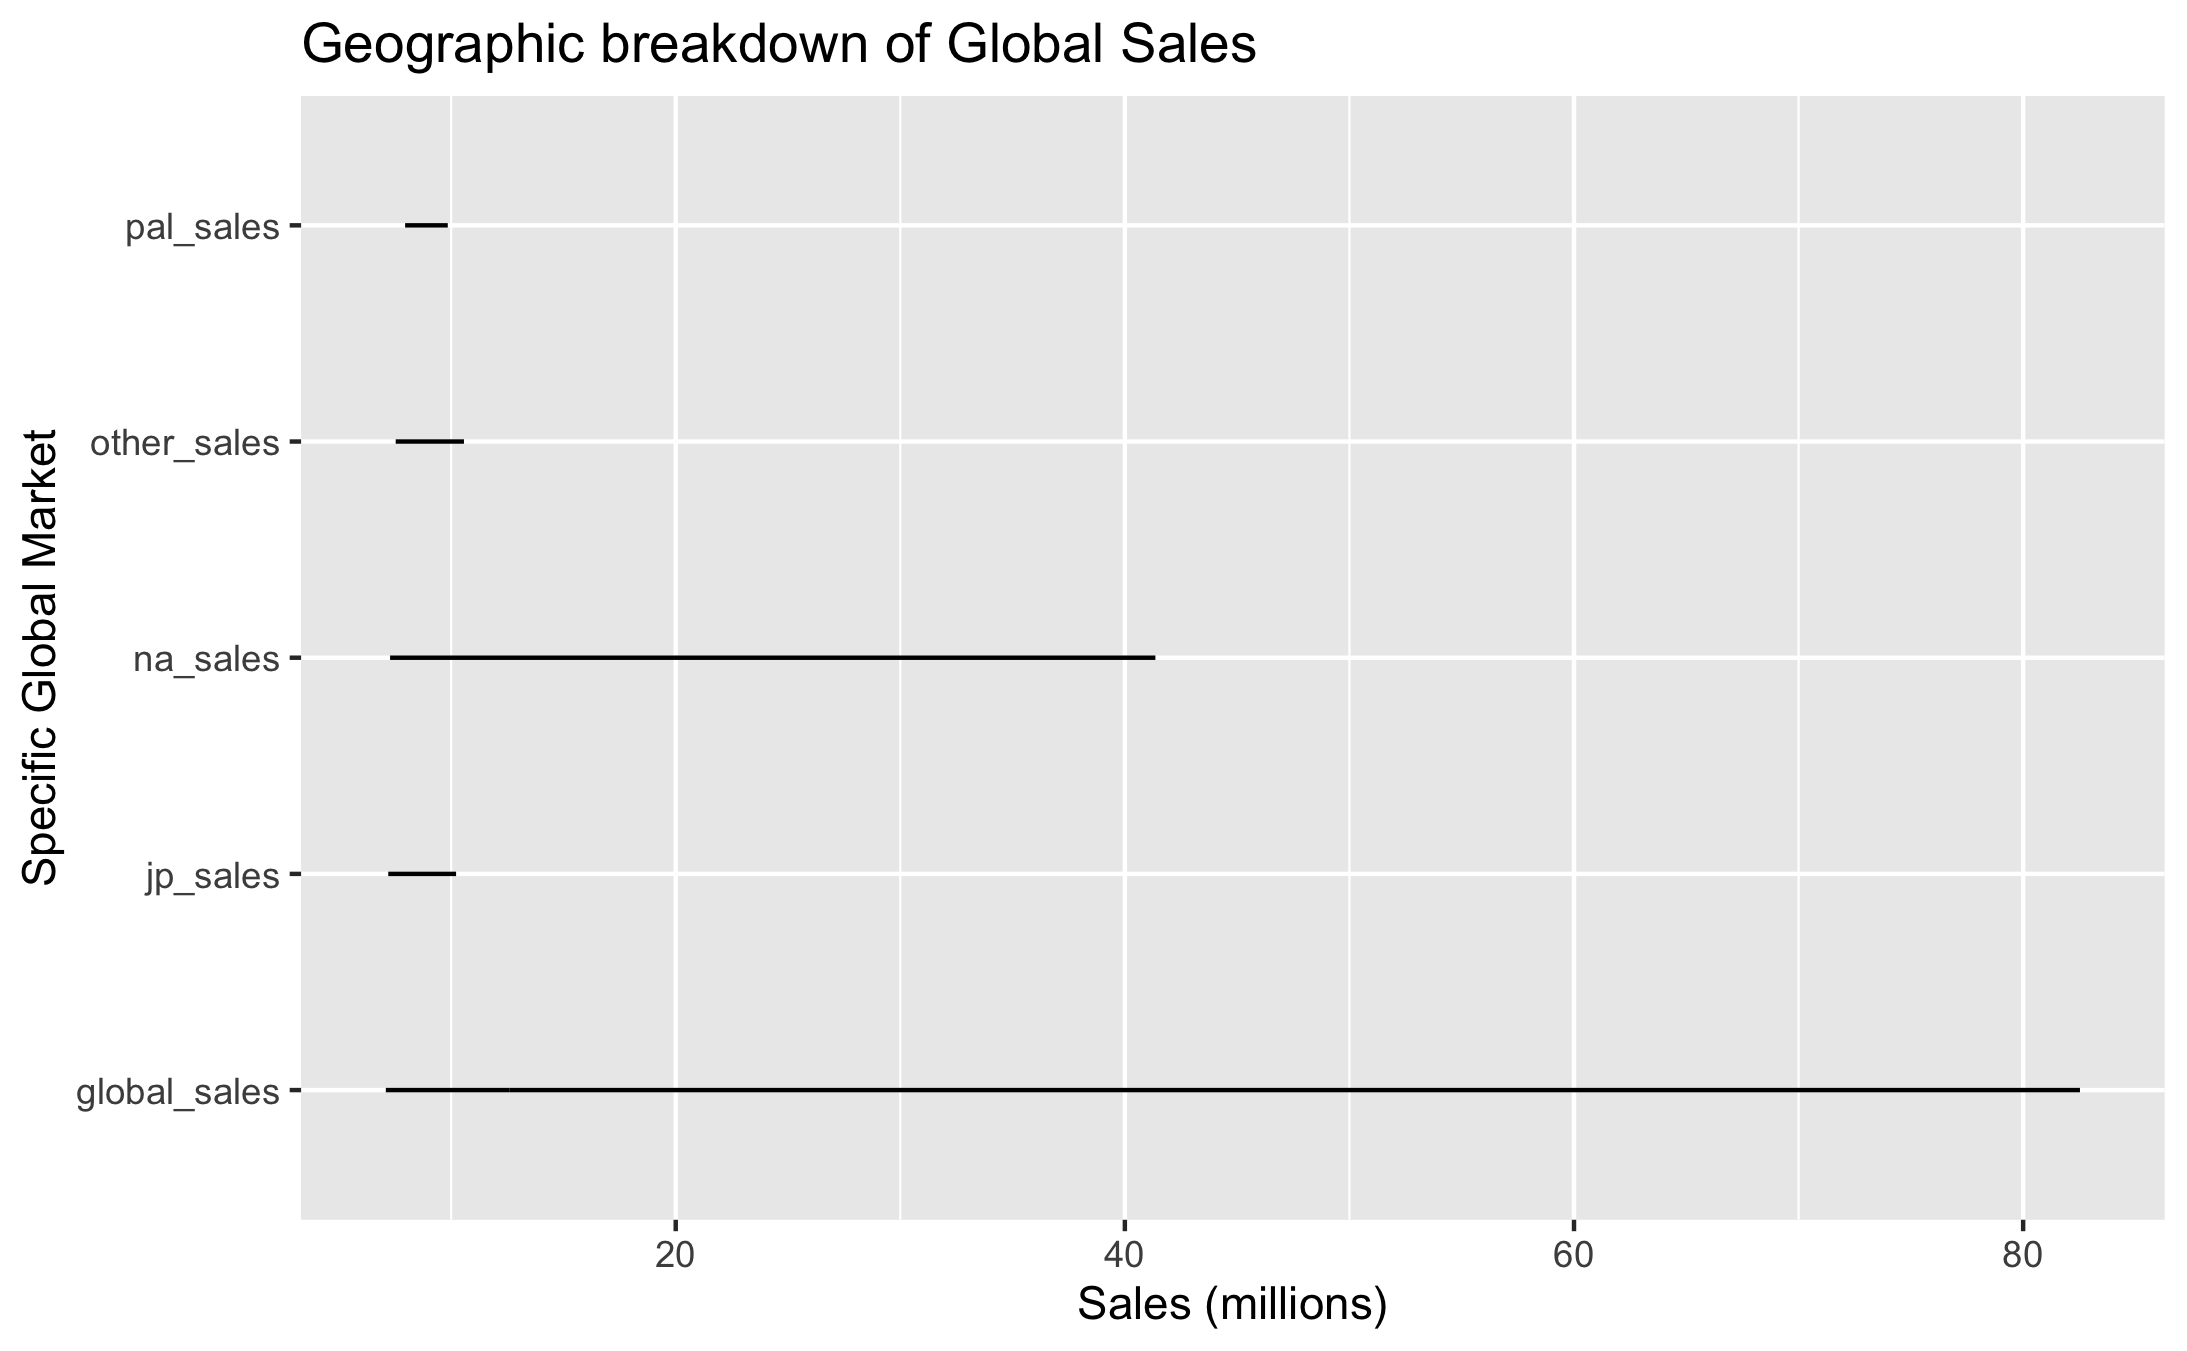 Geographic breakdown of Global Sales
Specific Global Market
pal_sales
other_sales
na_sales
jp_sales
global_sales
20 40 60 80
Sales (millions)